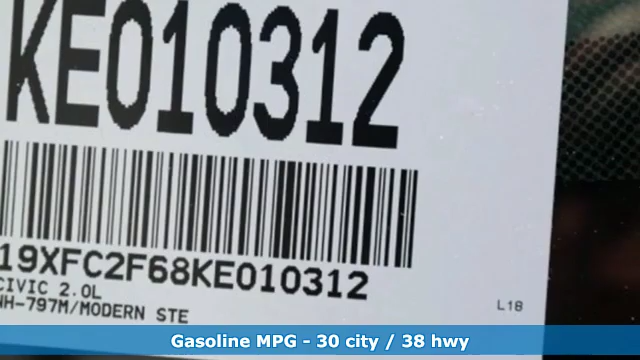 KE010312
19XFC2F68KE010312
CIVIC 2.0L
NH-797M/MODERN STE
L18
Gasoline MPG - 30 city / 38 hwy